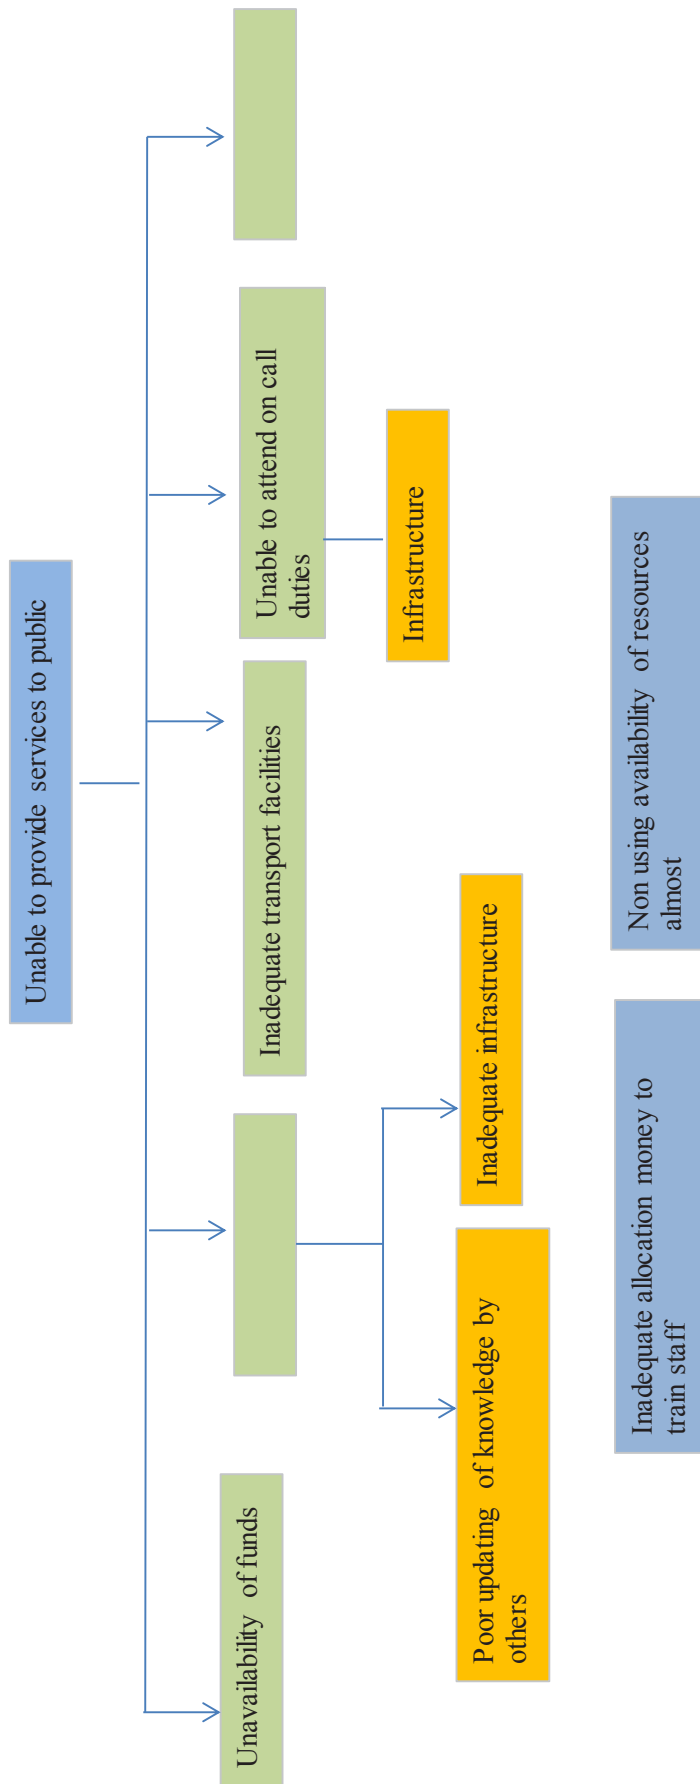 Unable to provide services to public
Unavailability of funds
Inadequate transport facilities
Unable to attend on call
duties
Poor updating of knowledge by
others
Inadequate infrastructure
Infrastructure
Inadequate allocation money to
train staff
Non using availability of resources
almost